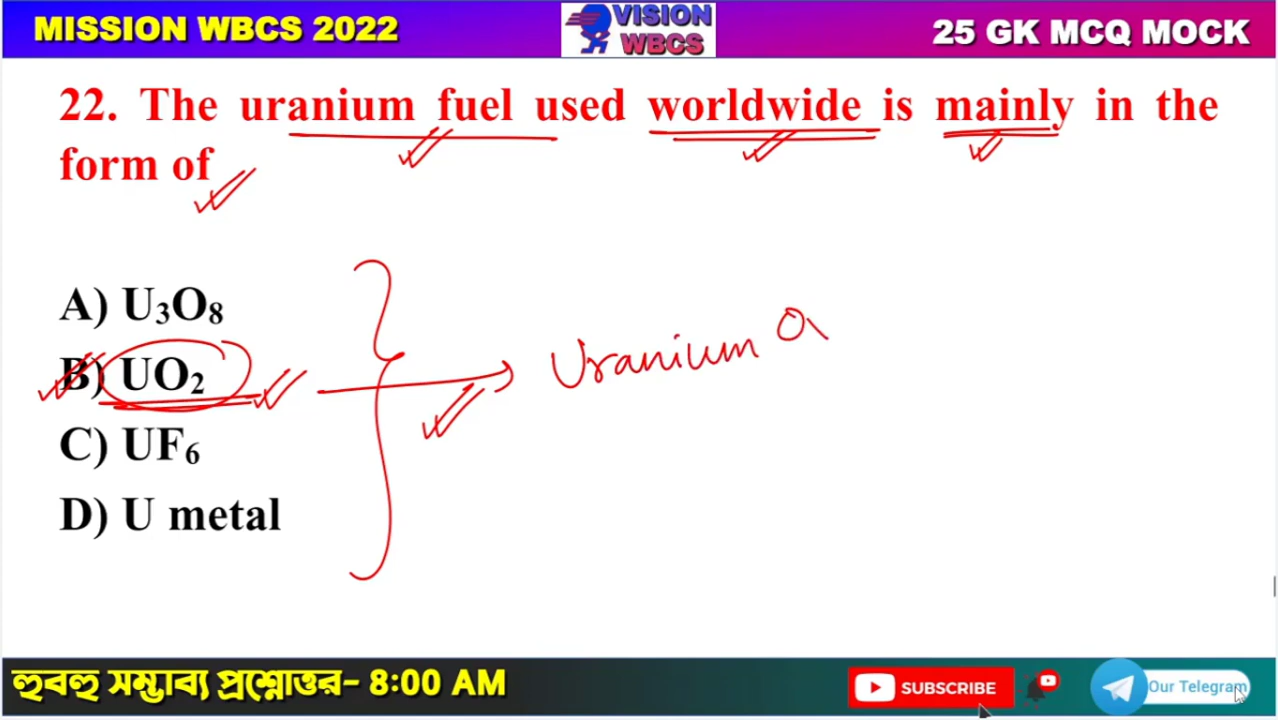 MISSION WBCS 2022
VISION
WBCS
25 GK MCQ MOCK
22. The uranium fuel used worldwide is mainly in the
form of
A) U₃O₈
B) UO₂
Uranium
C) UF₆
D) U metal
হুবহু সম্ভাব্য প্রশ্নোত্তর- 8:00 AM
SUBSCRIBE
Our Telegram